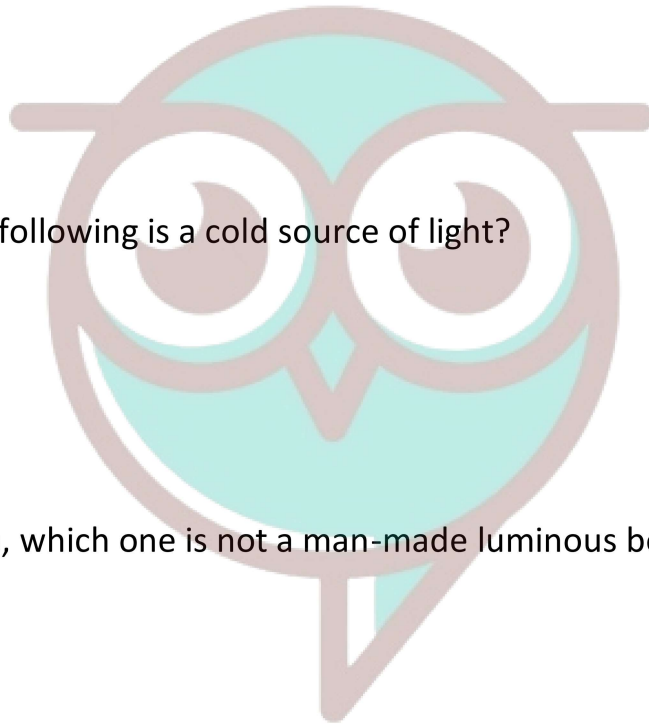 following is a cold source of light?
, which one is not a man-made luminous